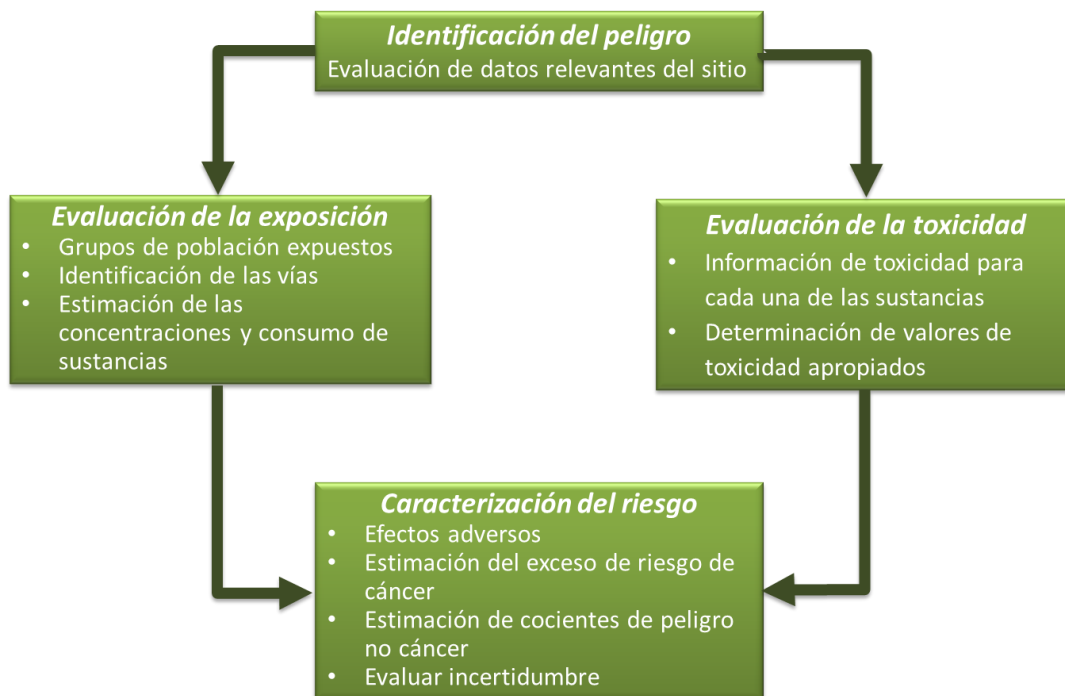 Identificación del peligro
Evaluación de datos relevantes del sitio
Evaluación de la exposición
• Grupos de población expuestos
• Identificación de las vías
• Estimación de las
concentraciones y consumo de
sustancias
Evaluación de la toxicidad
• Información de toxicidad para
cada una de las sustancias
• Determinación de valores de
toxicidad apropiados
Caracterización del riesgo
• Efectos adversos
• Estimación del exceso de riesgo de
cáncer
• Estimación de cocientes de peligro
no cáncer
• Evaluar incertidumbre